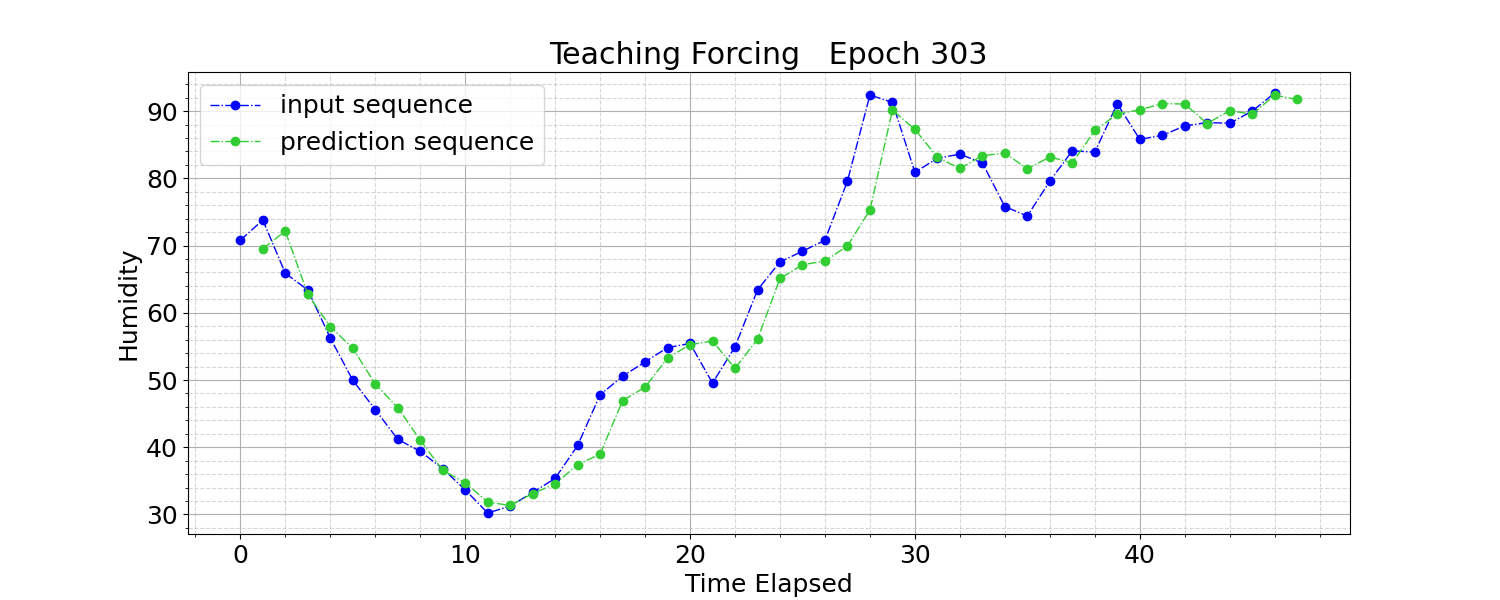 Teaching Forcing   Epoch 303
input sequence
prediction sequence
Humidity
90
80
70
60
50
40
30
0 10 20 30 40
Time Elapsed